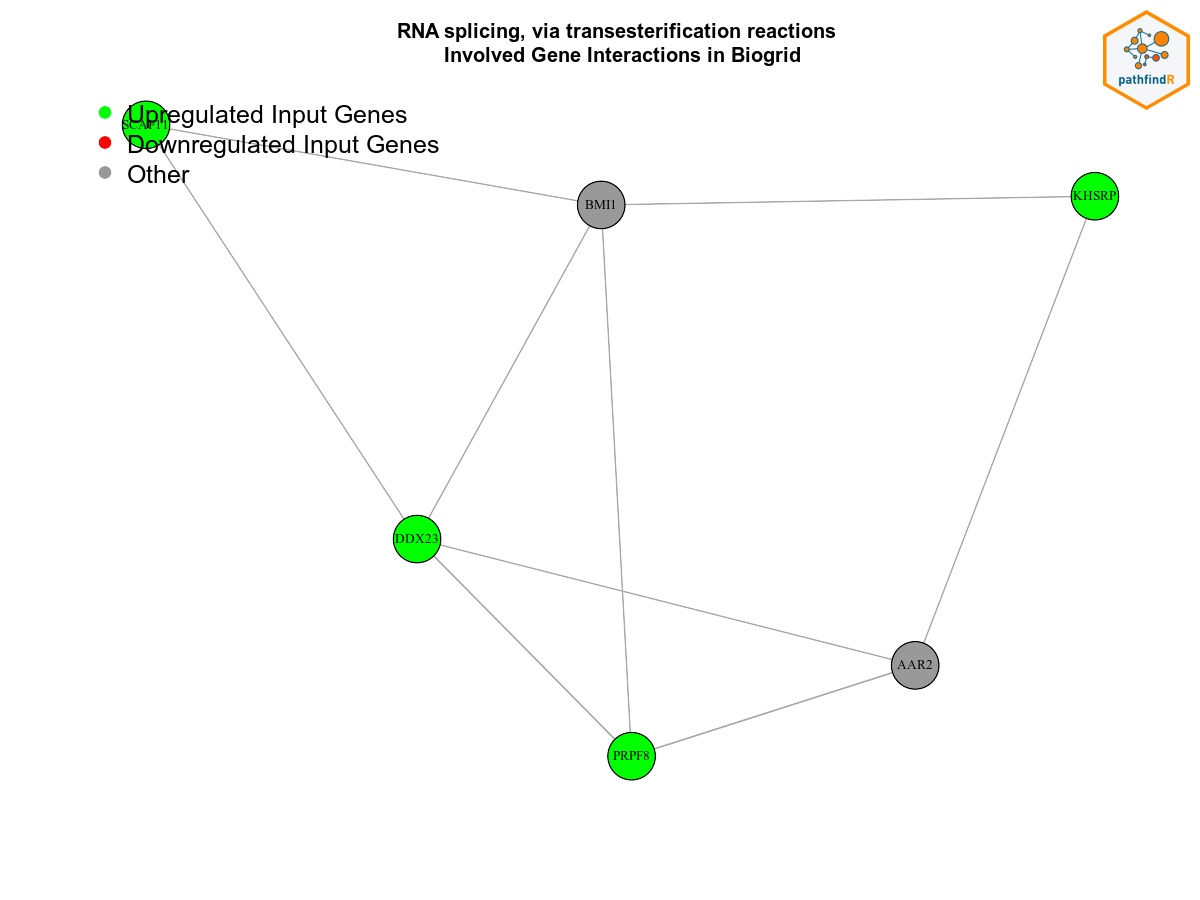 RNA splicing, via transesterification reactions
Involved Gene Interactions in Biogrid
pathfindR
Upregulated Input Genes
SCAF11
Downregulated Input Genes
Other
BMI1
KHSRP
DDX23
AAR2
PRPF8